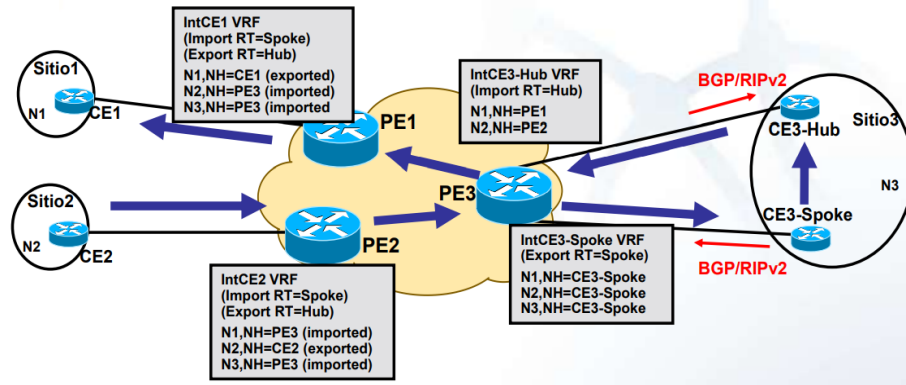 IntCE1 VRF
(Import RT=Spoke)
(Export RT=Hub)
N1,NH=CE1 (exported)
N2,NH=PE3 (imported)
N3,NH=PE3 (imported
Sitio1
N1
CE1
PE1
IntCE3-Hub VRF
(Import RT=Hub)
N1,NH=PE1
N2,NH=PE2
BGP/RIPv2
CE3-Hub
Sitio3
N3
PE3
CE3-Spoke
BGP/RIPv2
Sitio2
N2
CE2
PE2
IntCE3-Spoke VRF
(Export RT=Spoke)
N1,NH=CE3-Spoke
N2,NH=CE3-Spoke
N3,NH=CE3-Spoke
IntCE2 VRF
(Import RT=Spoke)
(Export RT=Hub)
N1,NH=PE3 (imported)
N2,NH=CE2 (exported)
N3,NH=PE3 (imported)